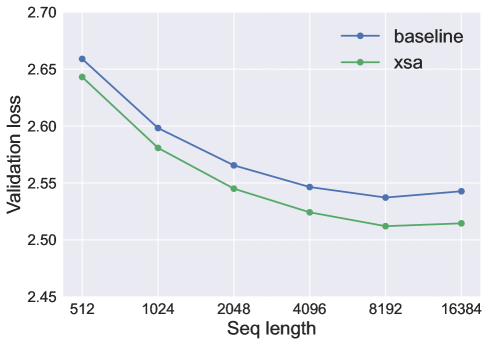 2.70
2.65
2.60
2.55
2.50
2.45
Validation loss
baseline
xsa
512 1024 2048 4096 8192 16384
Seq length